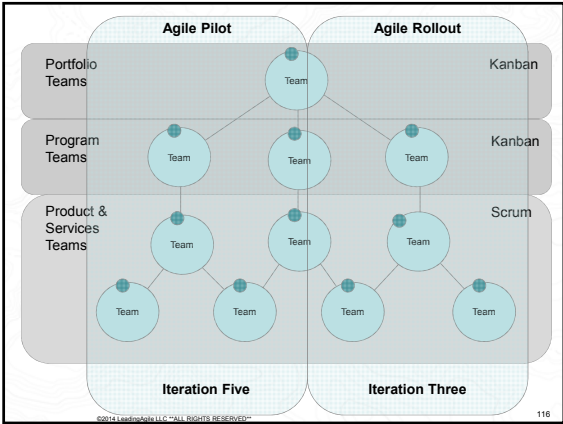 Agile Pilot
Agile Rollout
Portfolio
Teams
Kanban
Team
Program
Teams
Kanban
Team
Team
Team
Product &
Services
Teams
Scrum
Team
Team
Team
Team
Team
Team
Team
Iteration Five
Iteration Three
©2014 LeadingAgile LLC **ALL RIGHTS RESERVED**
116